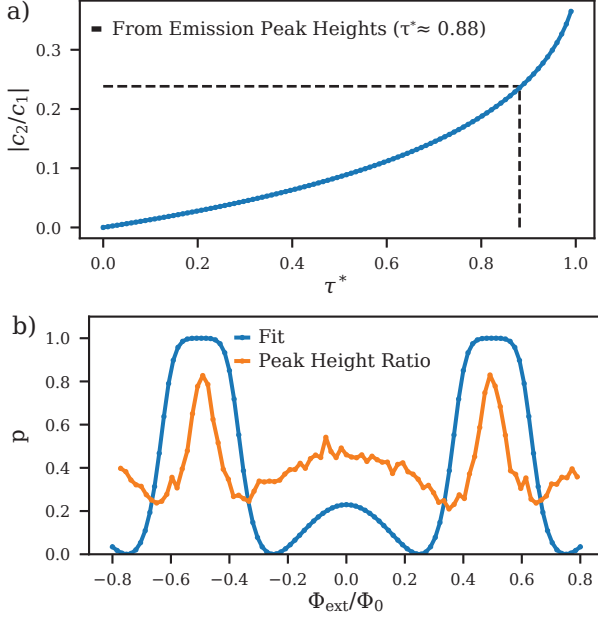 a)
From Emission Peak Heights (τ*≈ 0.88)
|c₂/c₁|
0.3
0.2
0.1
0.0
0.0 0.2 0.4 0.6 0.8 1.0
τ*
b)
Fit
Peak Height Ratio
p
1.0
0.8
0.6
0.4
0.2
0.0
−0.8 −0.6 −0.4 −0.2 0.0 0.2 0.4 0.6 0.8
Φext/Φ₀